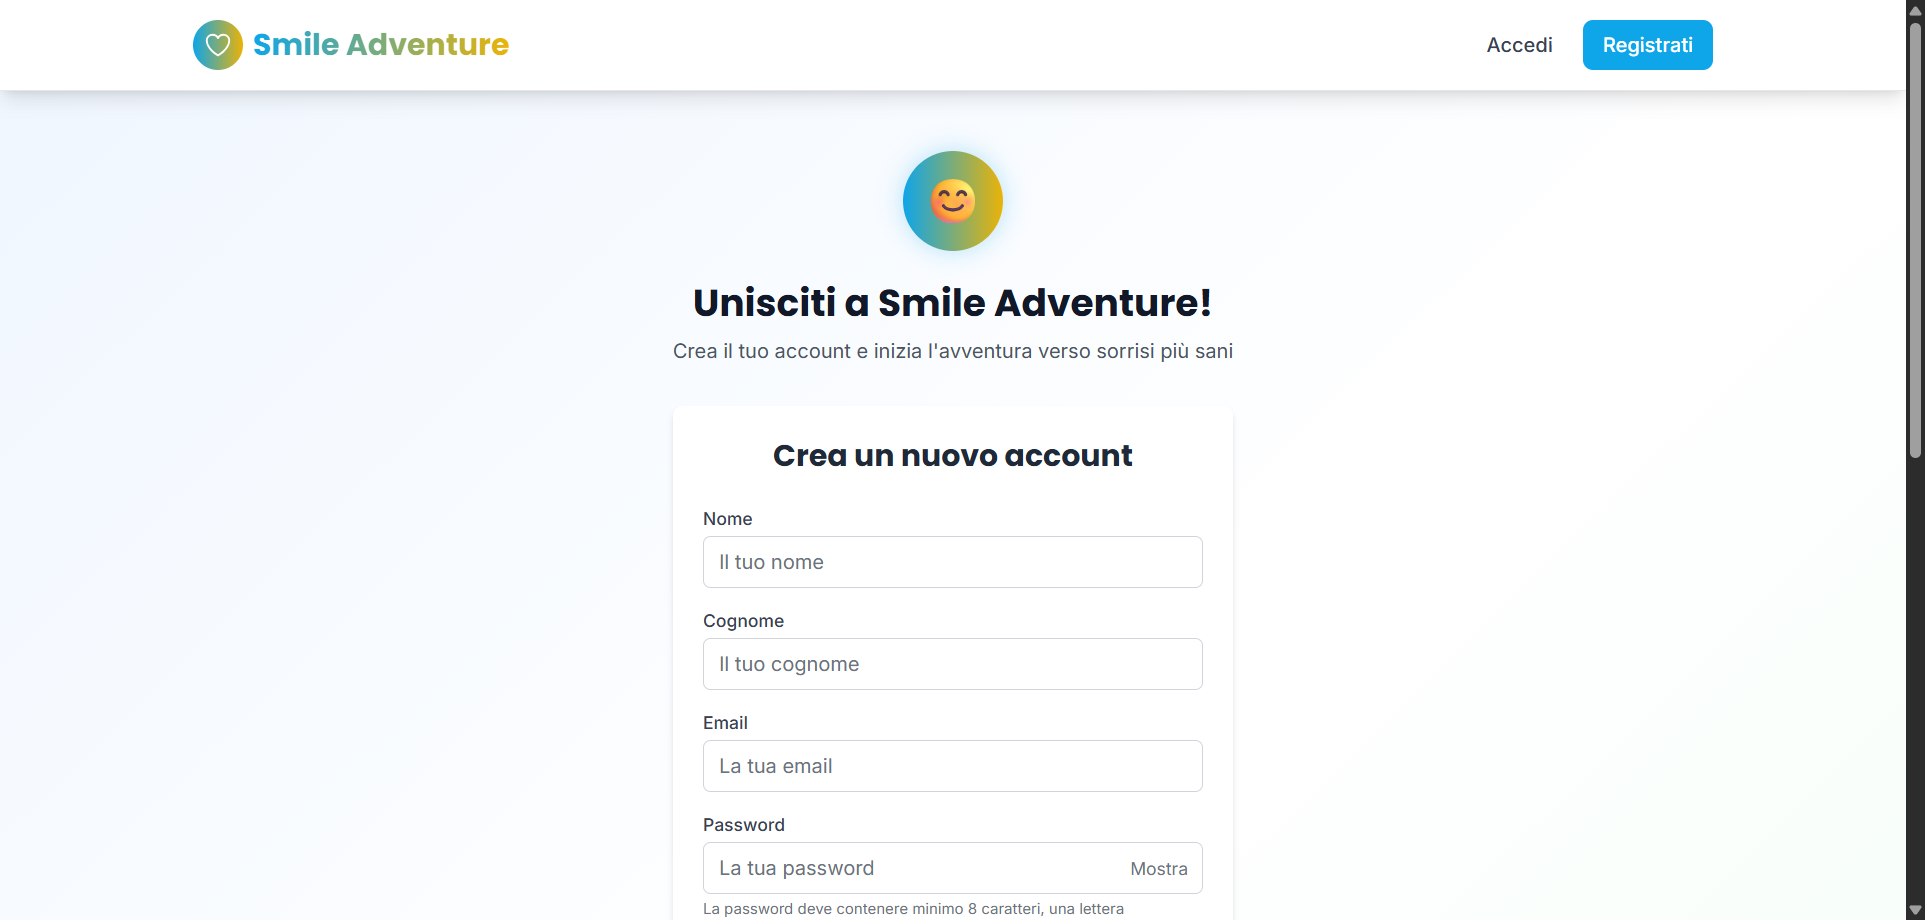 Smile Adventure
Accedi
Registrati
Unisciti a Smile Adventure!
Crea il tuo account e inizia l'avventura verso sorrisi più sani
Crea un nuovo account
Nome
Il tuo nome
Cognome
Il tuo cognome
Email
La tua email
Password
La tua password
Mostra
La password deve contenere minimo 8 caratteri, una lettera